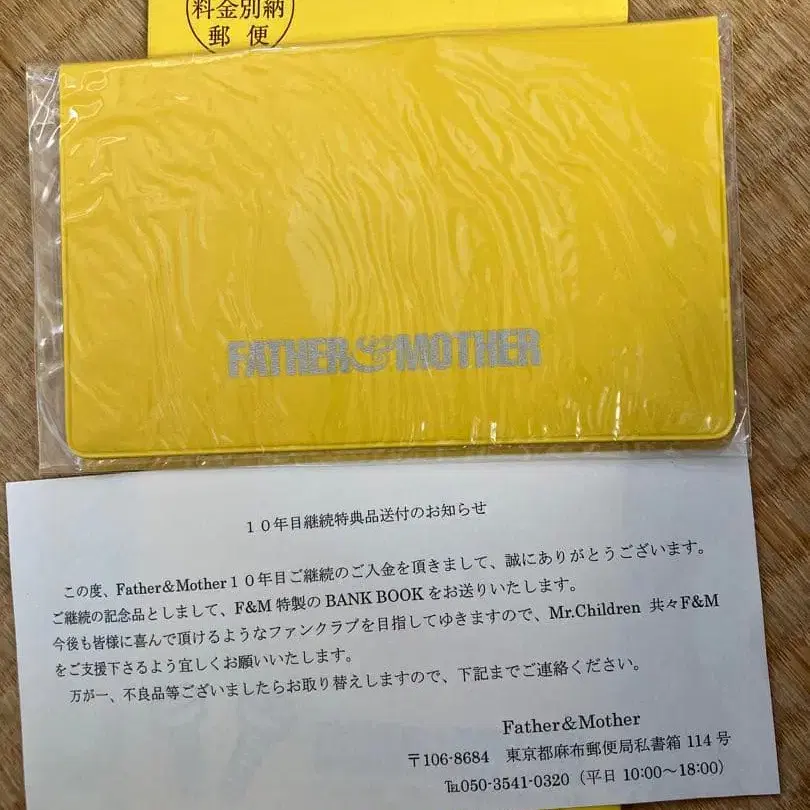 料金別納
郵便
FATHER&MOTHER
10年目継続特典品送付のお知らせ
この度、Father&Mother10年目ご継続のご入金を頂きまして、誠にありがとうございます。
ご継続の記念品としまして、F&M 特製の BANK BOOK をお送りいたします。
今後も皆様に喜んで頂けるようなファンクラブを目指してゆきますので、Mr.Children 共々F&M
をご支援下さるよう宜しくお願いいたします。
万が一、不良品等ございましたらお取り替えしますので、下記までご連絡ください。
Father&Mother
〒106-8684 東京都麻布郵便局私書箱 114 号
℡050-3541-0320（平日 10:00～18:00）